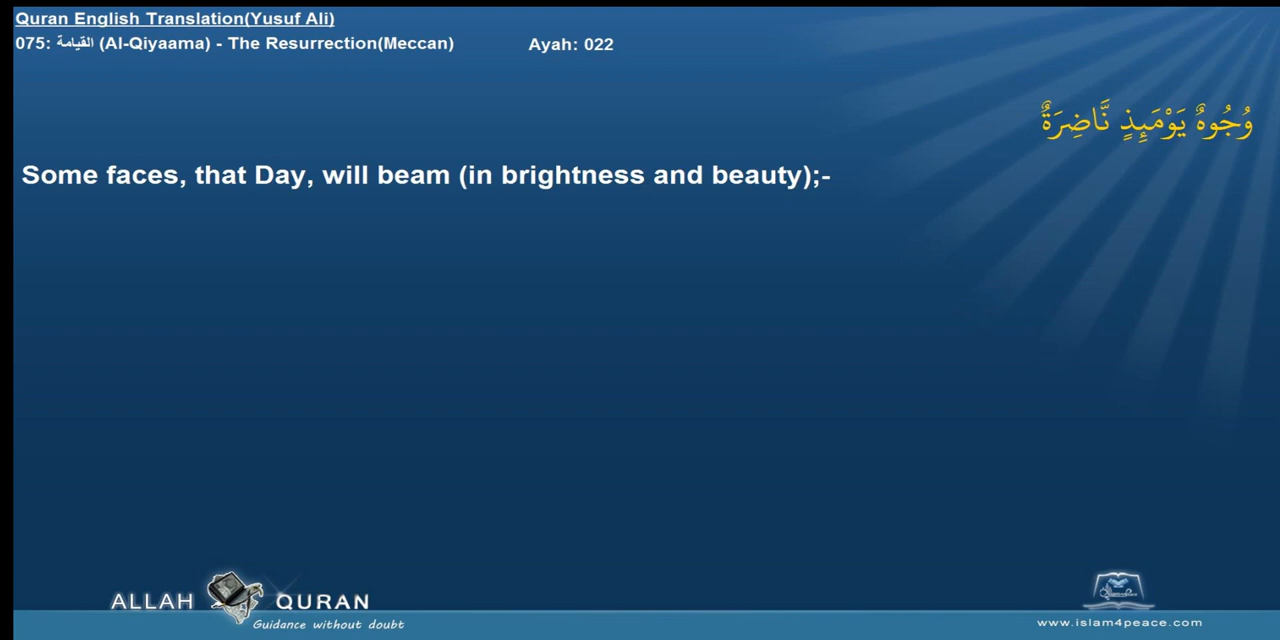 Quran English Translation(Yusuf Ali)
075: القيامة (Al-Qiyaama) - The Resurrection(Meccan) Ayah: 022
وُجُوهٌ يَوْمَئِذٍ نَّاضِرَةٌ
Some faces, that Day, will beam (in brightness and beauty);-
ALLAH QURAN
Guidance without doubt
www.islam4peace.com